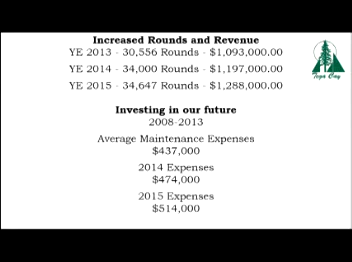 Increased Rounds and Revenue
YE 2013 - 30,556 Rounds - $1,093,000.00
YE 2014 - 34,000 Rounds - $1,197,000.00
YE 2015 - 34,647 Rounds - $1,288,000.00
Tega Cay
Investing in our future
2008-2013
Average Maintenance Expenses
$437,000
2014 Expenses
$474,000
2015 Expenses
$514,000